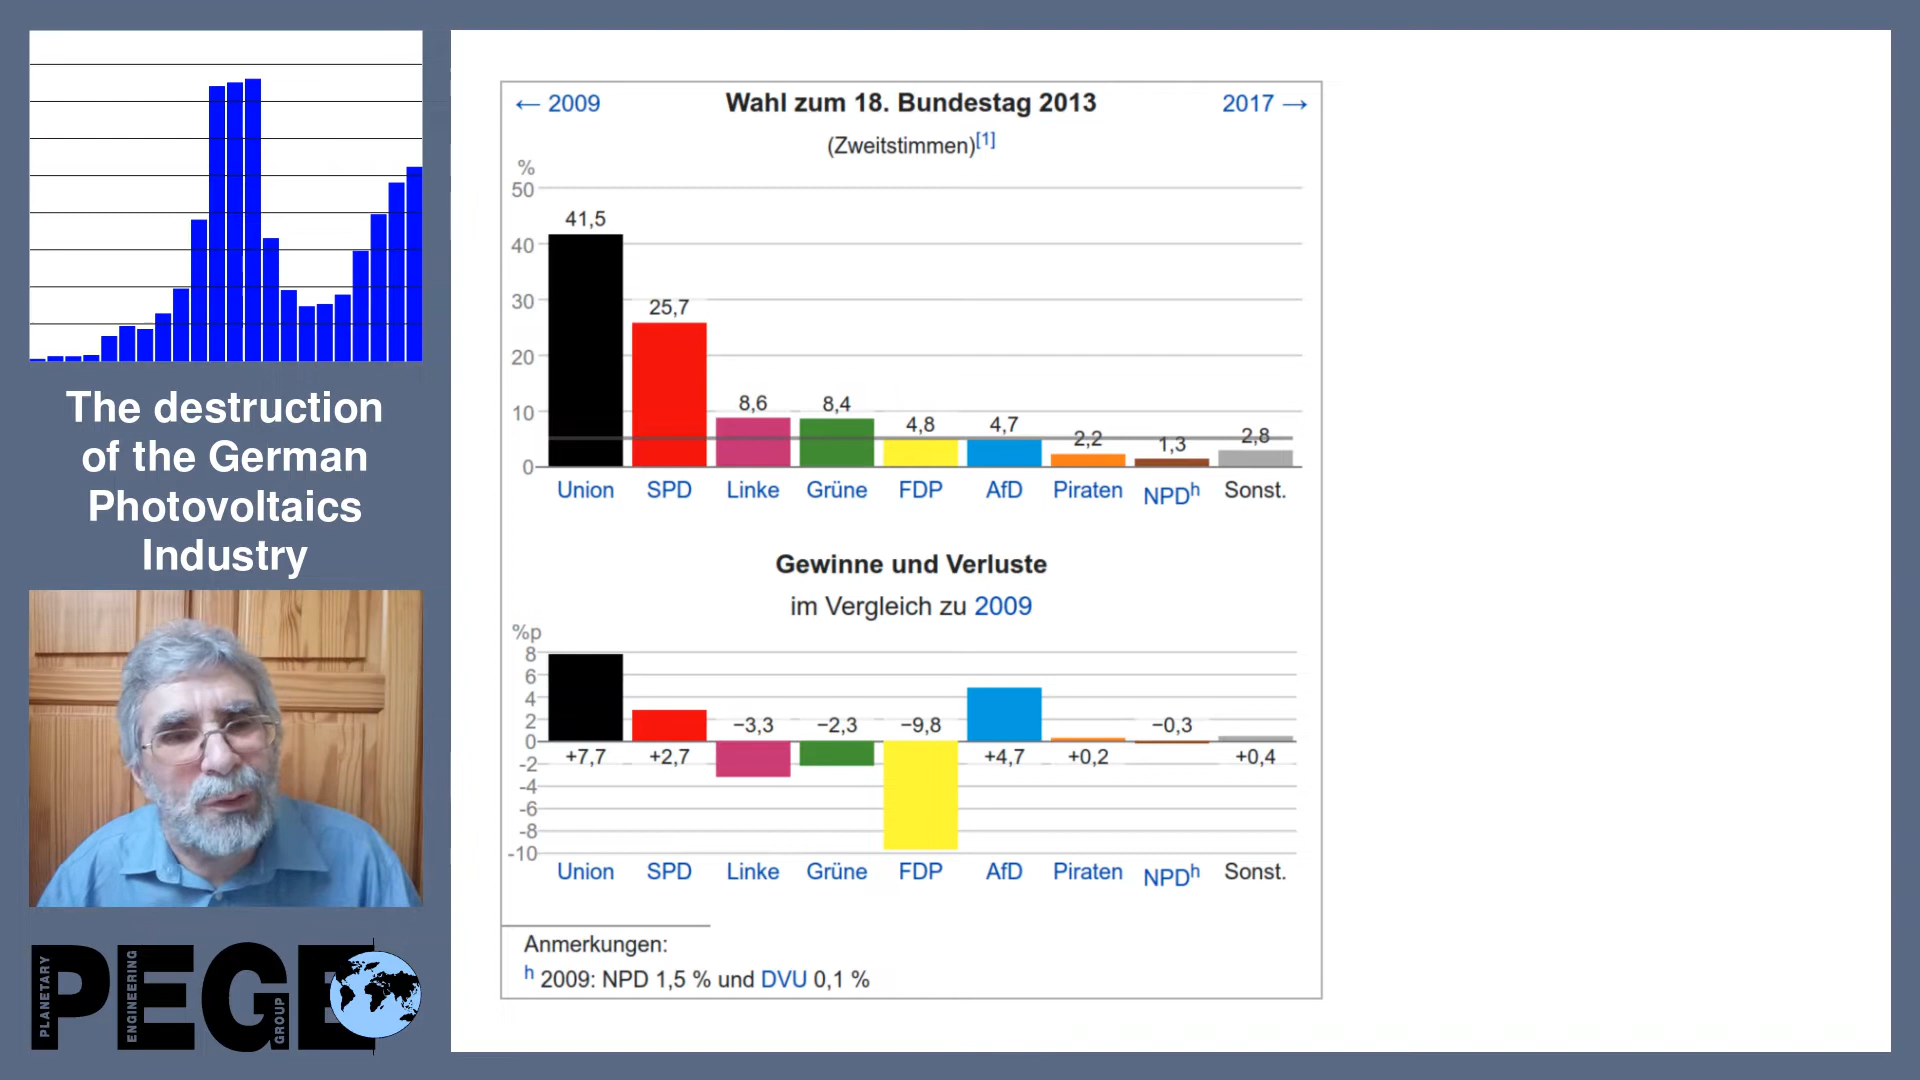 The destruction
of the German
Photovoltaics
Industry
PEGE
PLANETARY
ENGINEERING
GROUP
← 2009
Wahl zum 18. Bundestag 2013
2017 →
(Zweitstimmen)[1]
%
50
40
30
20
10
0
41,5
25,7
8,6
8,4
4,8
4,7
2,2
1,3
2,8
Union
SPD
Linke
Grüne
FDP
AfD
Piraten
NPDh
Sonst.
Gewinne und Verluste
im Vergleich zu 2009
%p
8
6
4
2
0
-2
-4
-6
-8
-10
+7,7
+2,7
−3,3
−2,3
−9,8
+4,7
+0,2
−0,3
+0,4
Union
SPD
Linke
Grüne
FDP
AfD
Piraten
NPDh
Sonst.
Anmerkungen:
h 2009: NPD 1,5 % und DVU 0,1 %